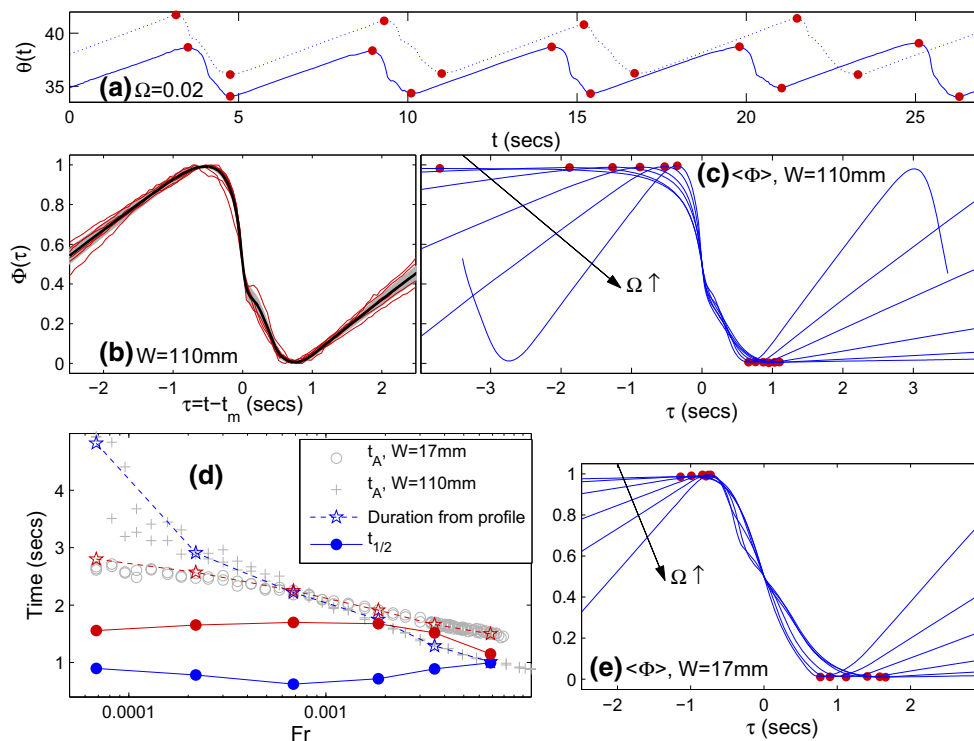 40
35
θ(t)
(a) Ω=0.02
0 5 10 15 20 25
t (secs)
1
0.8
0.6
0.4
0.2
0
Φ(τ)
(b) W=110mm
−2 −1 0 1 2
τ=t−t_m (secs)
(c) <Φ>, W=110mm
Ω ↑
−3 −2 −1 0 1 2 3
τ (secs)
(d)
t_A, W=17mm
t_A, W=110mm
Duration from profile
t_1/2
4
3
2
1
Time (secs)
0.0001 0.001
Fr
1
0.8
0.6
0.4
0.2
0
Ω ↑
(e) <Φ>, W=17mm
−2 −1 0 1 2
τ (secs)